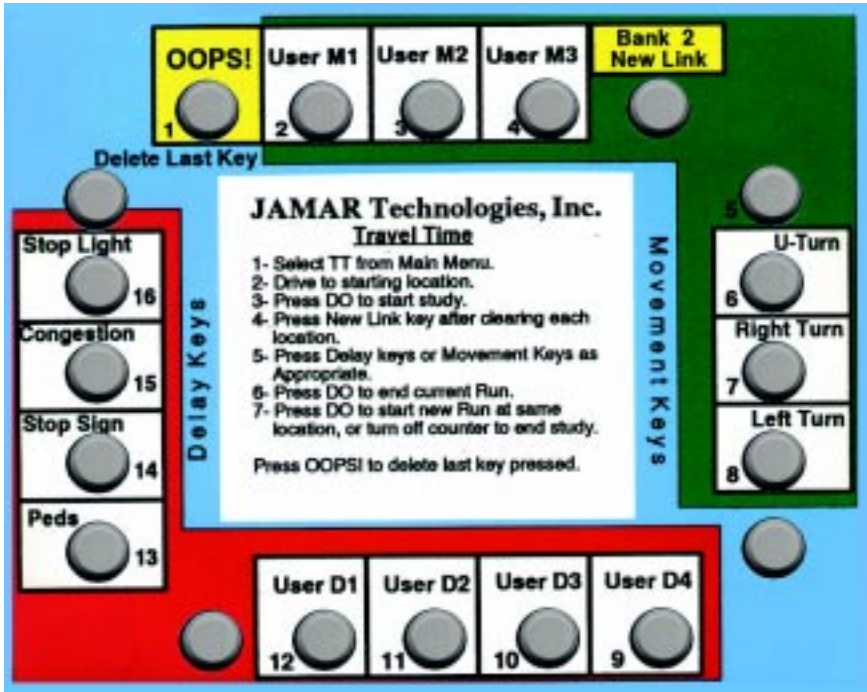 OOPS!
User M1
User M2
User M3
Bank 2
New Link
1
2
3
4
Delete Last Key
5
Stop Light
16
Congestion
15
Stop Sign
14
Peds
13
Delay Keys
JAMAR Technologies, Inc.
Travel Time
1- Select TT from Main Menu.
2- Drive to starting location.
3- Press DO to start study.
4- Press New Link key after clearing each
location.
5- Press Delay keys or Movement Keys as
Appropriate.
6- Press DO to end current Run.
7- Press DO to start new Run at same
location, or turn off counter to end study.
Press OOPS! to delete last key pressed.
Movement Keys
U-Turn
6
Right Turn
7
Left Turn
8
User D1
User D2
User D3
User D4
12
11
10
9